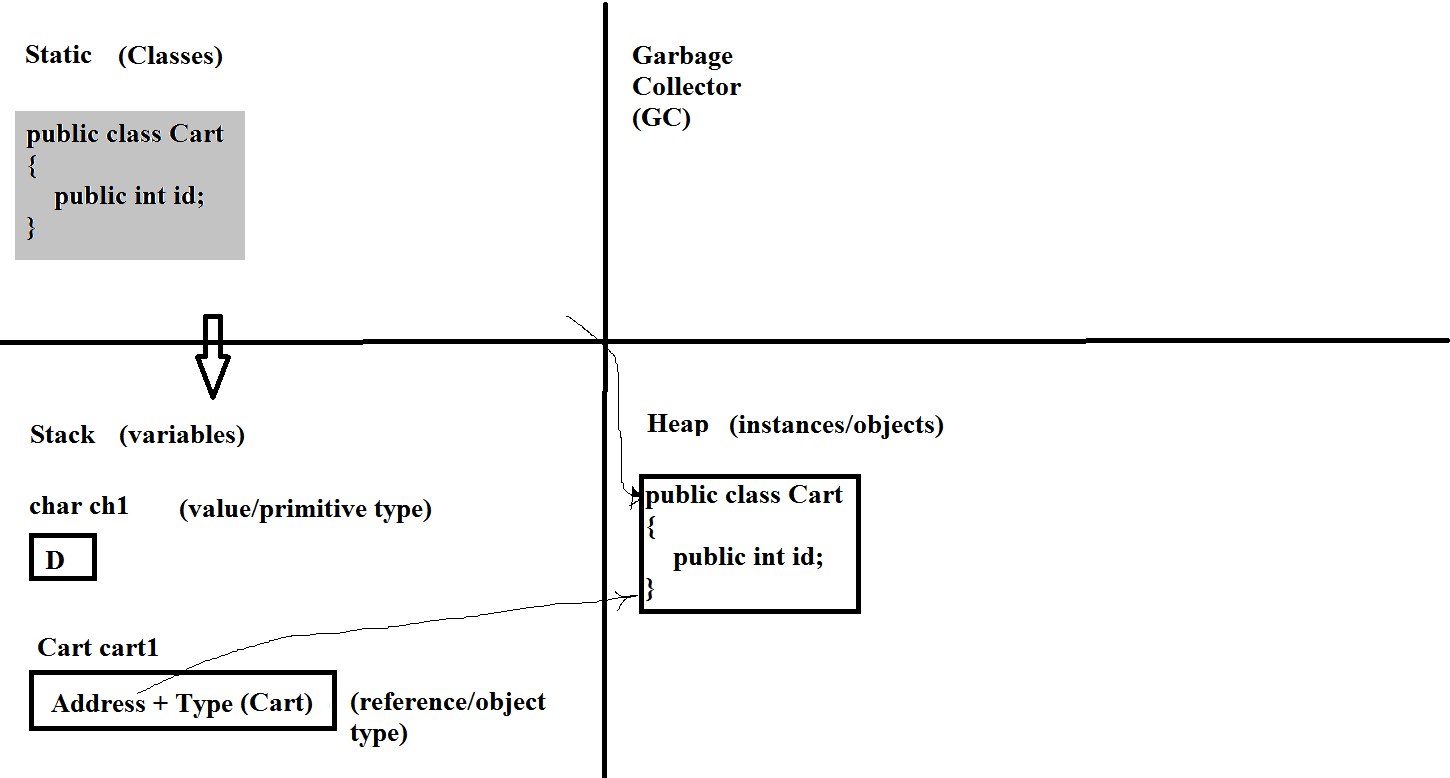 Static (Classes)
public class Cart
{
public int id;
}
Garbage
Collector
(GC)
Stack (variables)
char ch1 (value/primitive type)
D
Cart cart1
Address + Type (Cart)
(reference/object
type)
Heap (instances/objects)
public class Cart
{
public int id;
}